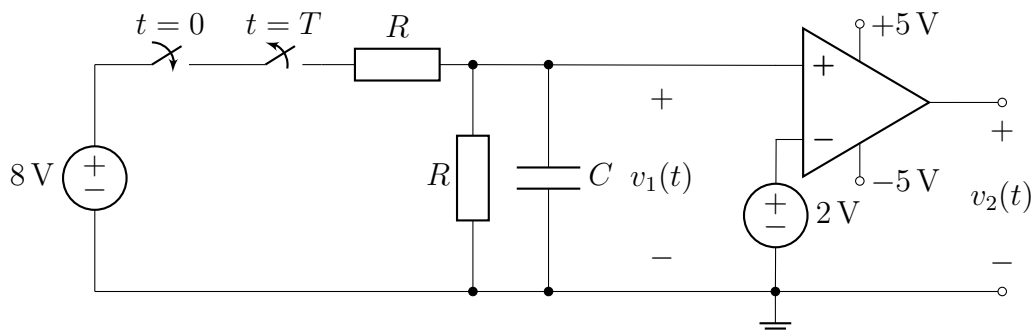 t = 0
t = T
R
+5 V
+
+
8 V
+
−
R
C
v₁(t)
−
−5 V
+
v₂(t)
+
−
2 V
−
−